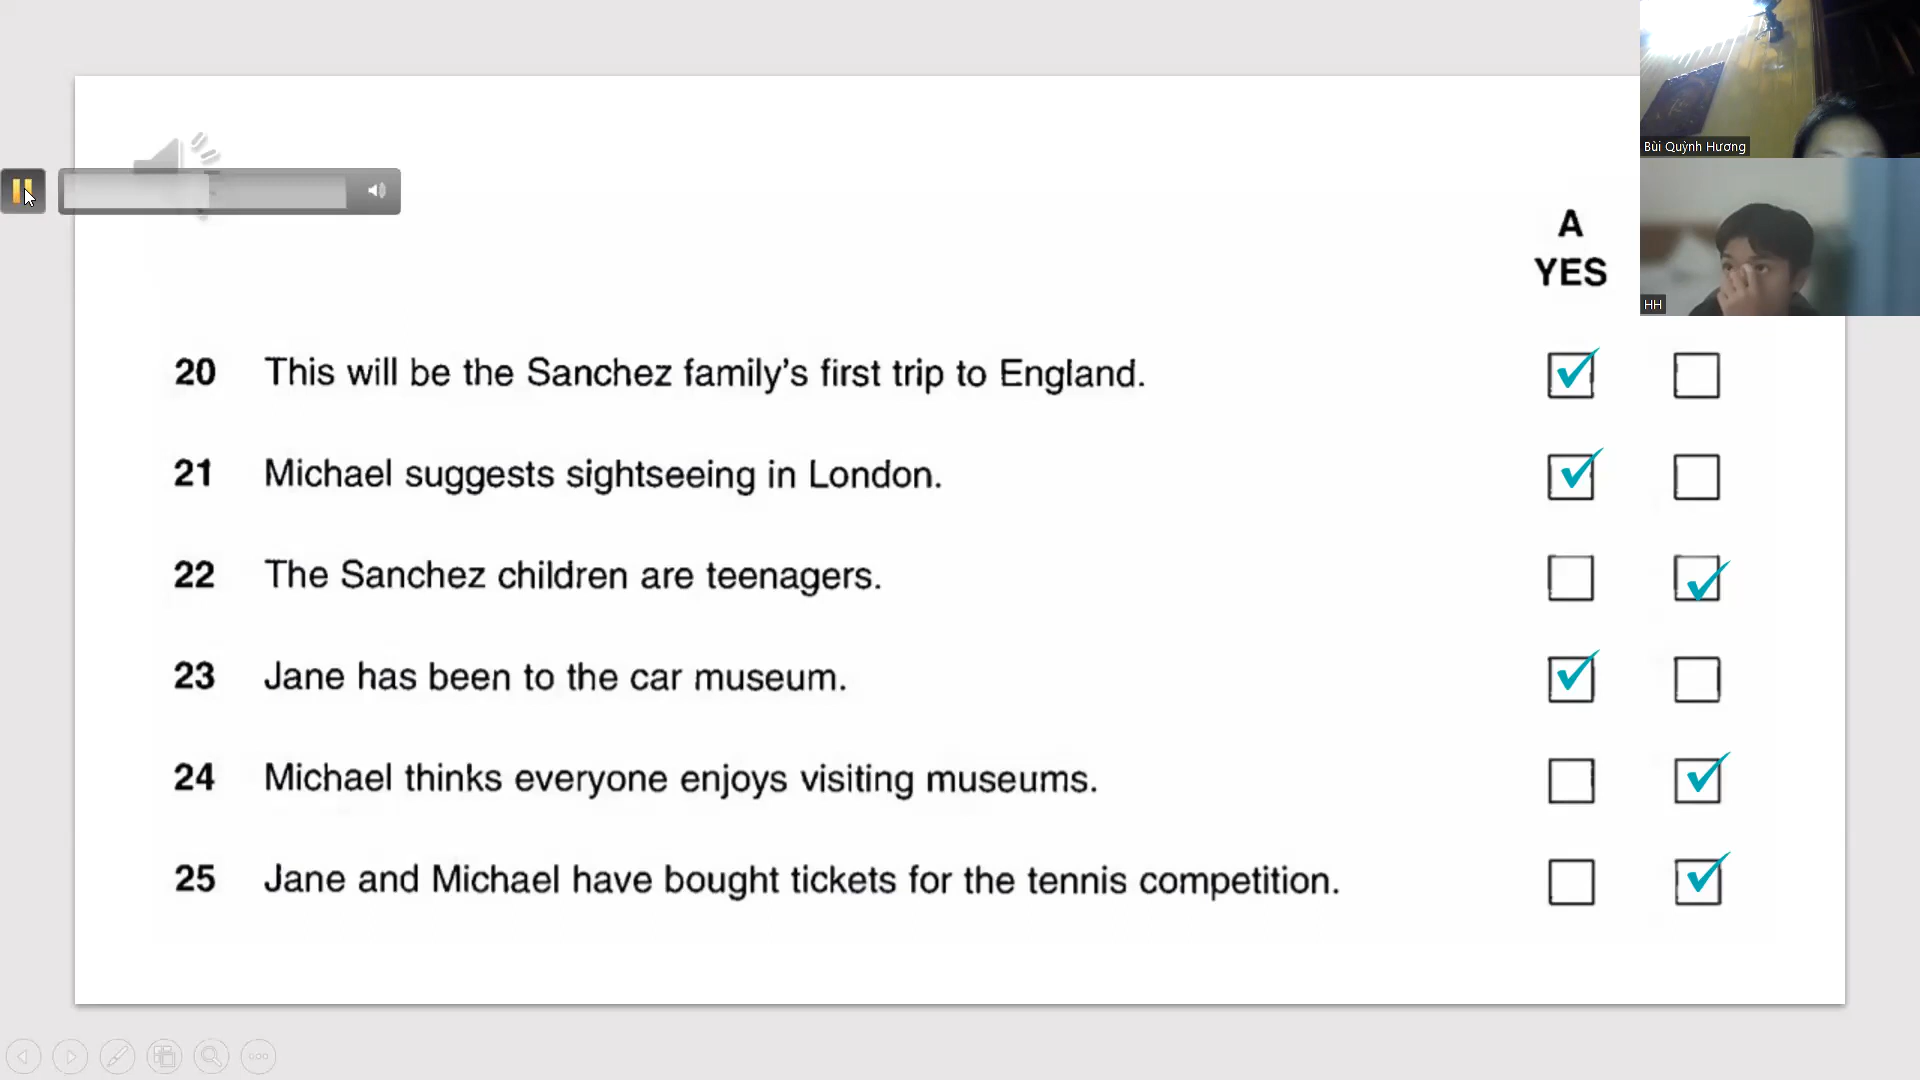 Bùi Quỳnh Hương
HH
A
YES
20 This will be the Sanchez family's first trip to England.
21 Michael suggests sightseeing in London.
22 The Sanchez children are teenagers.
23 Jane has been to the car museum.
24 Michael thinks everyone enjoys visiting museums.
25 Jane and Michael have bought tickets for the tennis competition.